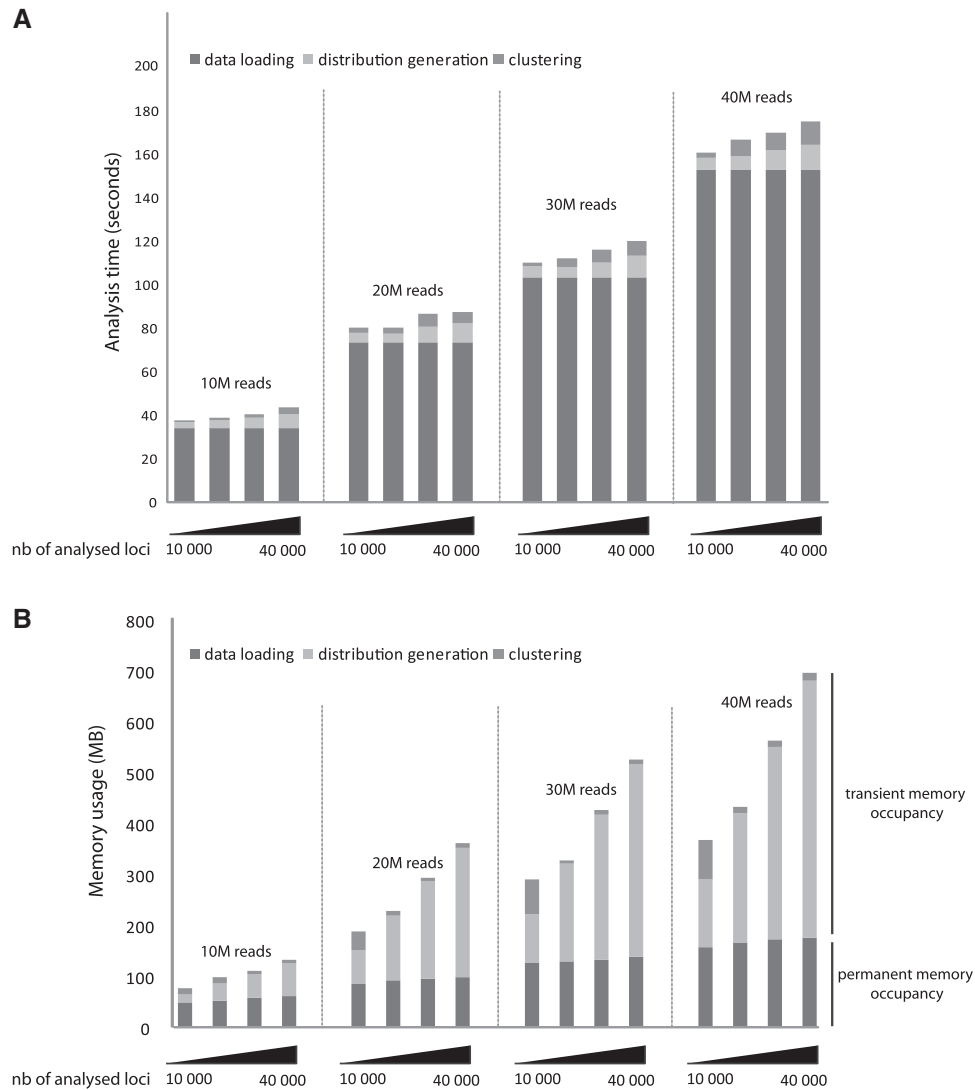 A
data loading distribution generation clustering
200
180
160
140
120
100
80
60
40
20
0
Analysis time (seconds)
10M reads
20M reads
30M reads
40M reads
nb of analysed loci
10 000 40 000
10 000 40 000
10 000 40 000
10 000 40 000
B
data loading distribution generation clustering
800
700
600
500
400
300
200
100
0
Memory usage (MB)
10M reads
20M reads
30M reads
40M reads
transient memory
occupancy
permanent memory
occupancy
nb of analysed loci
10 000 40 000
10 000 40 000
10 000 40 000
10 000 40 000